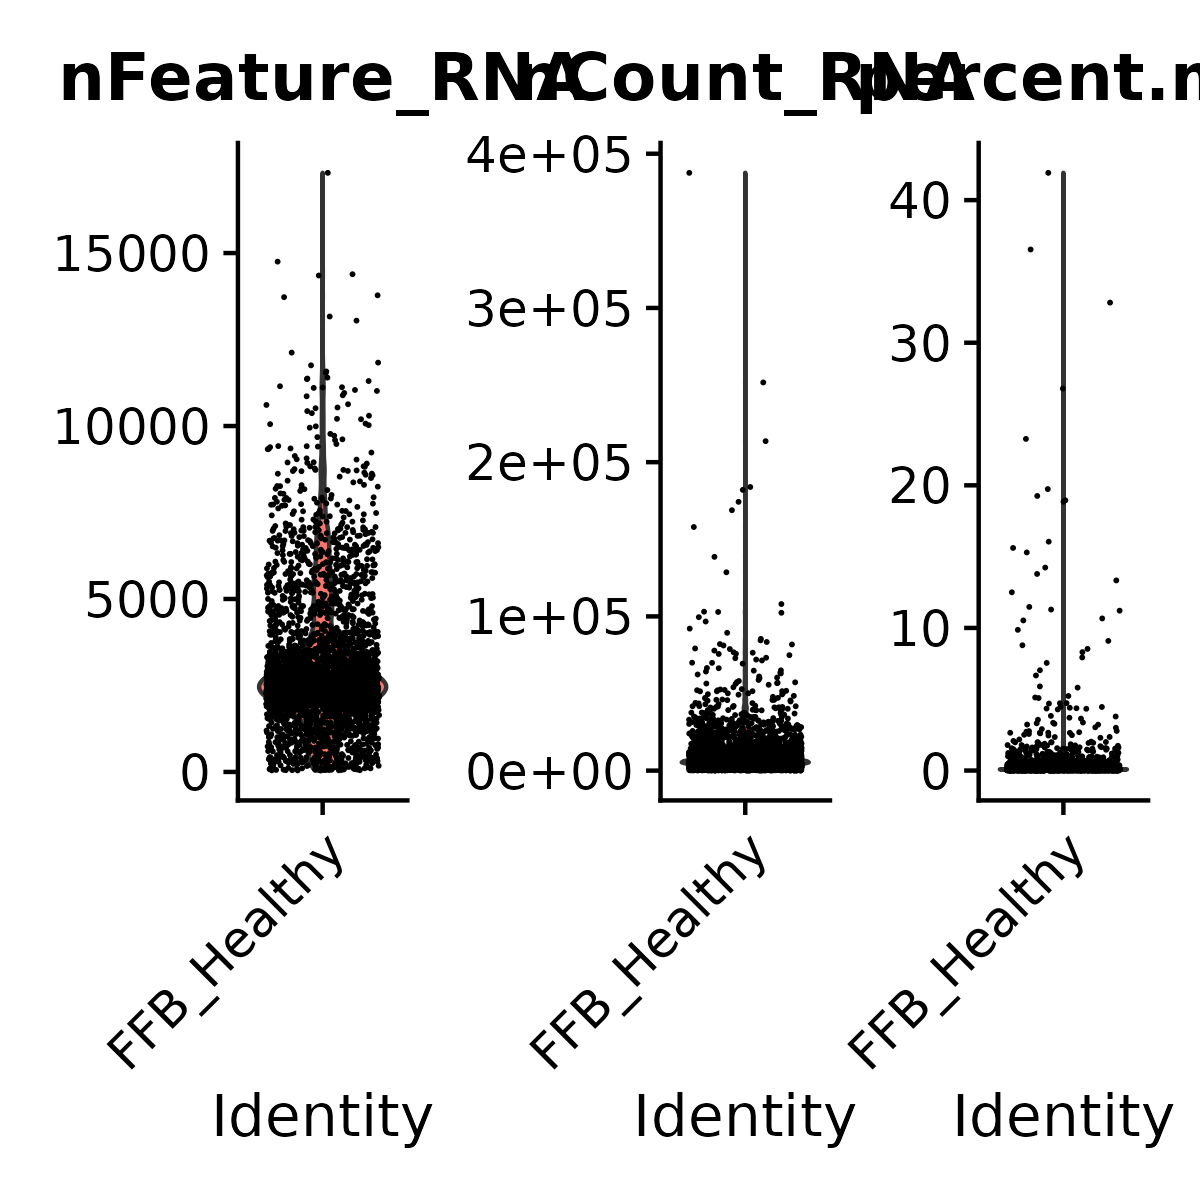 nFeature_RNA nCount_RNA percent.m
4e+05
40
15000
3e+05
30
10000
2e+05
20
5000
1e+05
10
0
0e+00
0
FFB_Healthy FFB_Healthy FFB_Healthy
Identity Identity Identity